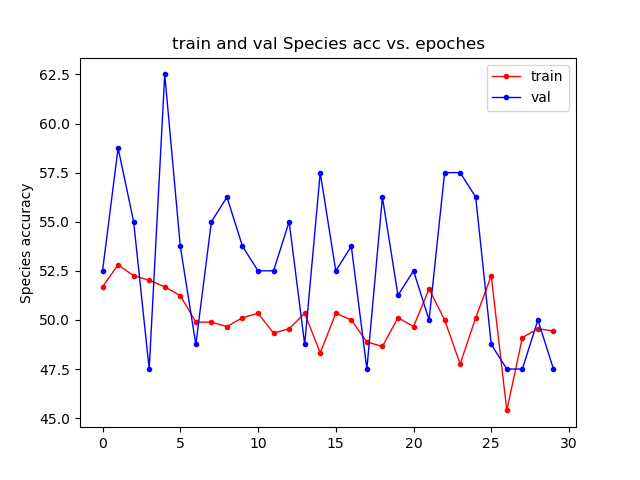 train and val Species acc vs. epoches
train
val
Species accuracy
62.5
60.0
57.5
55.0
52.5
50.0
47.5
45.0
0 5 10 15 20 25 30